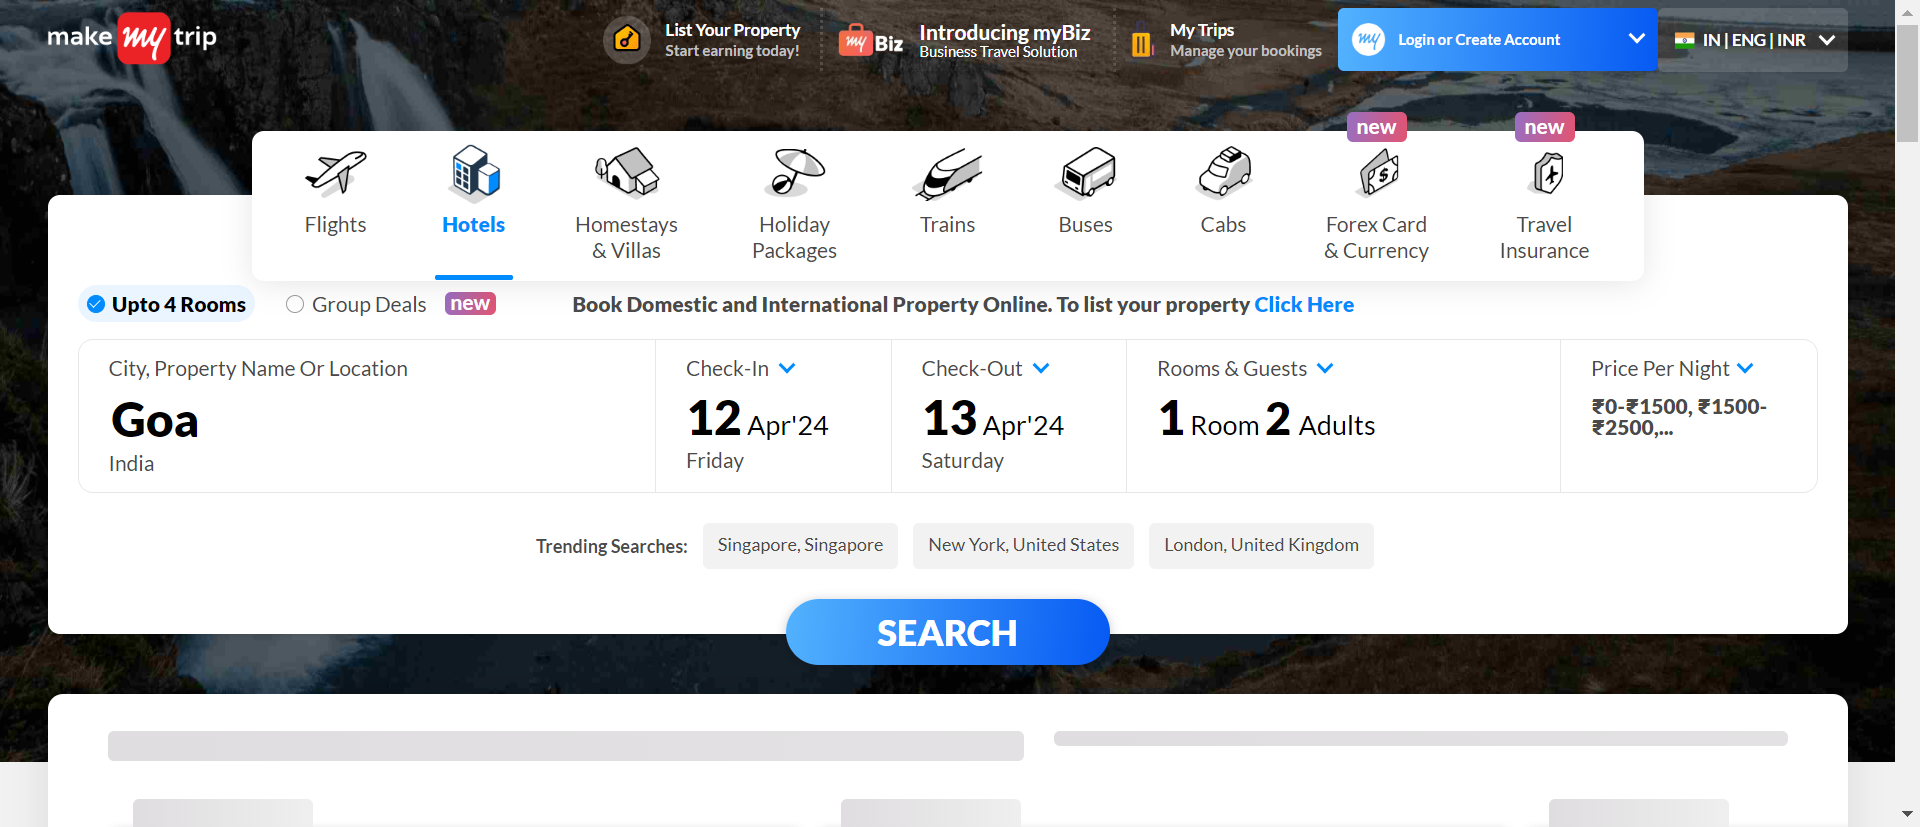 make my trip
List Your Property
Start earning today!
my Biz
Introducing myBiz
Business Travel Solution
My Trips
Manage your bookings
my
Login or Create Account
IN | ENG | INR
new
new
Flights
Hotels
Homestays
& Villas
Holiday
Packages
Trains
Buses
Cabs
Forex Card
& Currency
Travel
Insurance
Upto 4 Rooms
Group Deals
new
Book Domestic and International Property Online. To list your property Click Here
City, Property Name Or Location
Goa
India
Check-In
12 Apr'24
Friday
Check-Out
13 Apr'24
Saturday
Rooms & Guests
1 Room 2 Adults
Price Per Night
₹0-₹1500, ₹1500-
₹2500,...
Trending Searches:
Singapore, Singapore
New York, United States
London, United Kingdom
SEARCH